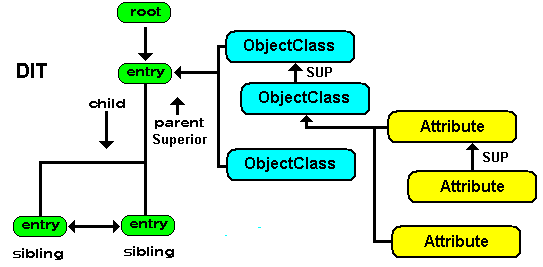 root
ObjectClass
DIT
entry
SUP
ObjectClass
child
parent
Superior
Attribute
ObjectClass
SUP
Attribute
entry
entry
Attribute
sibling
sibling